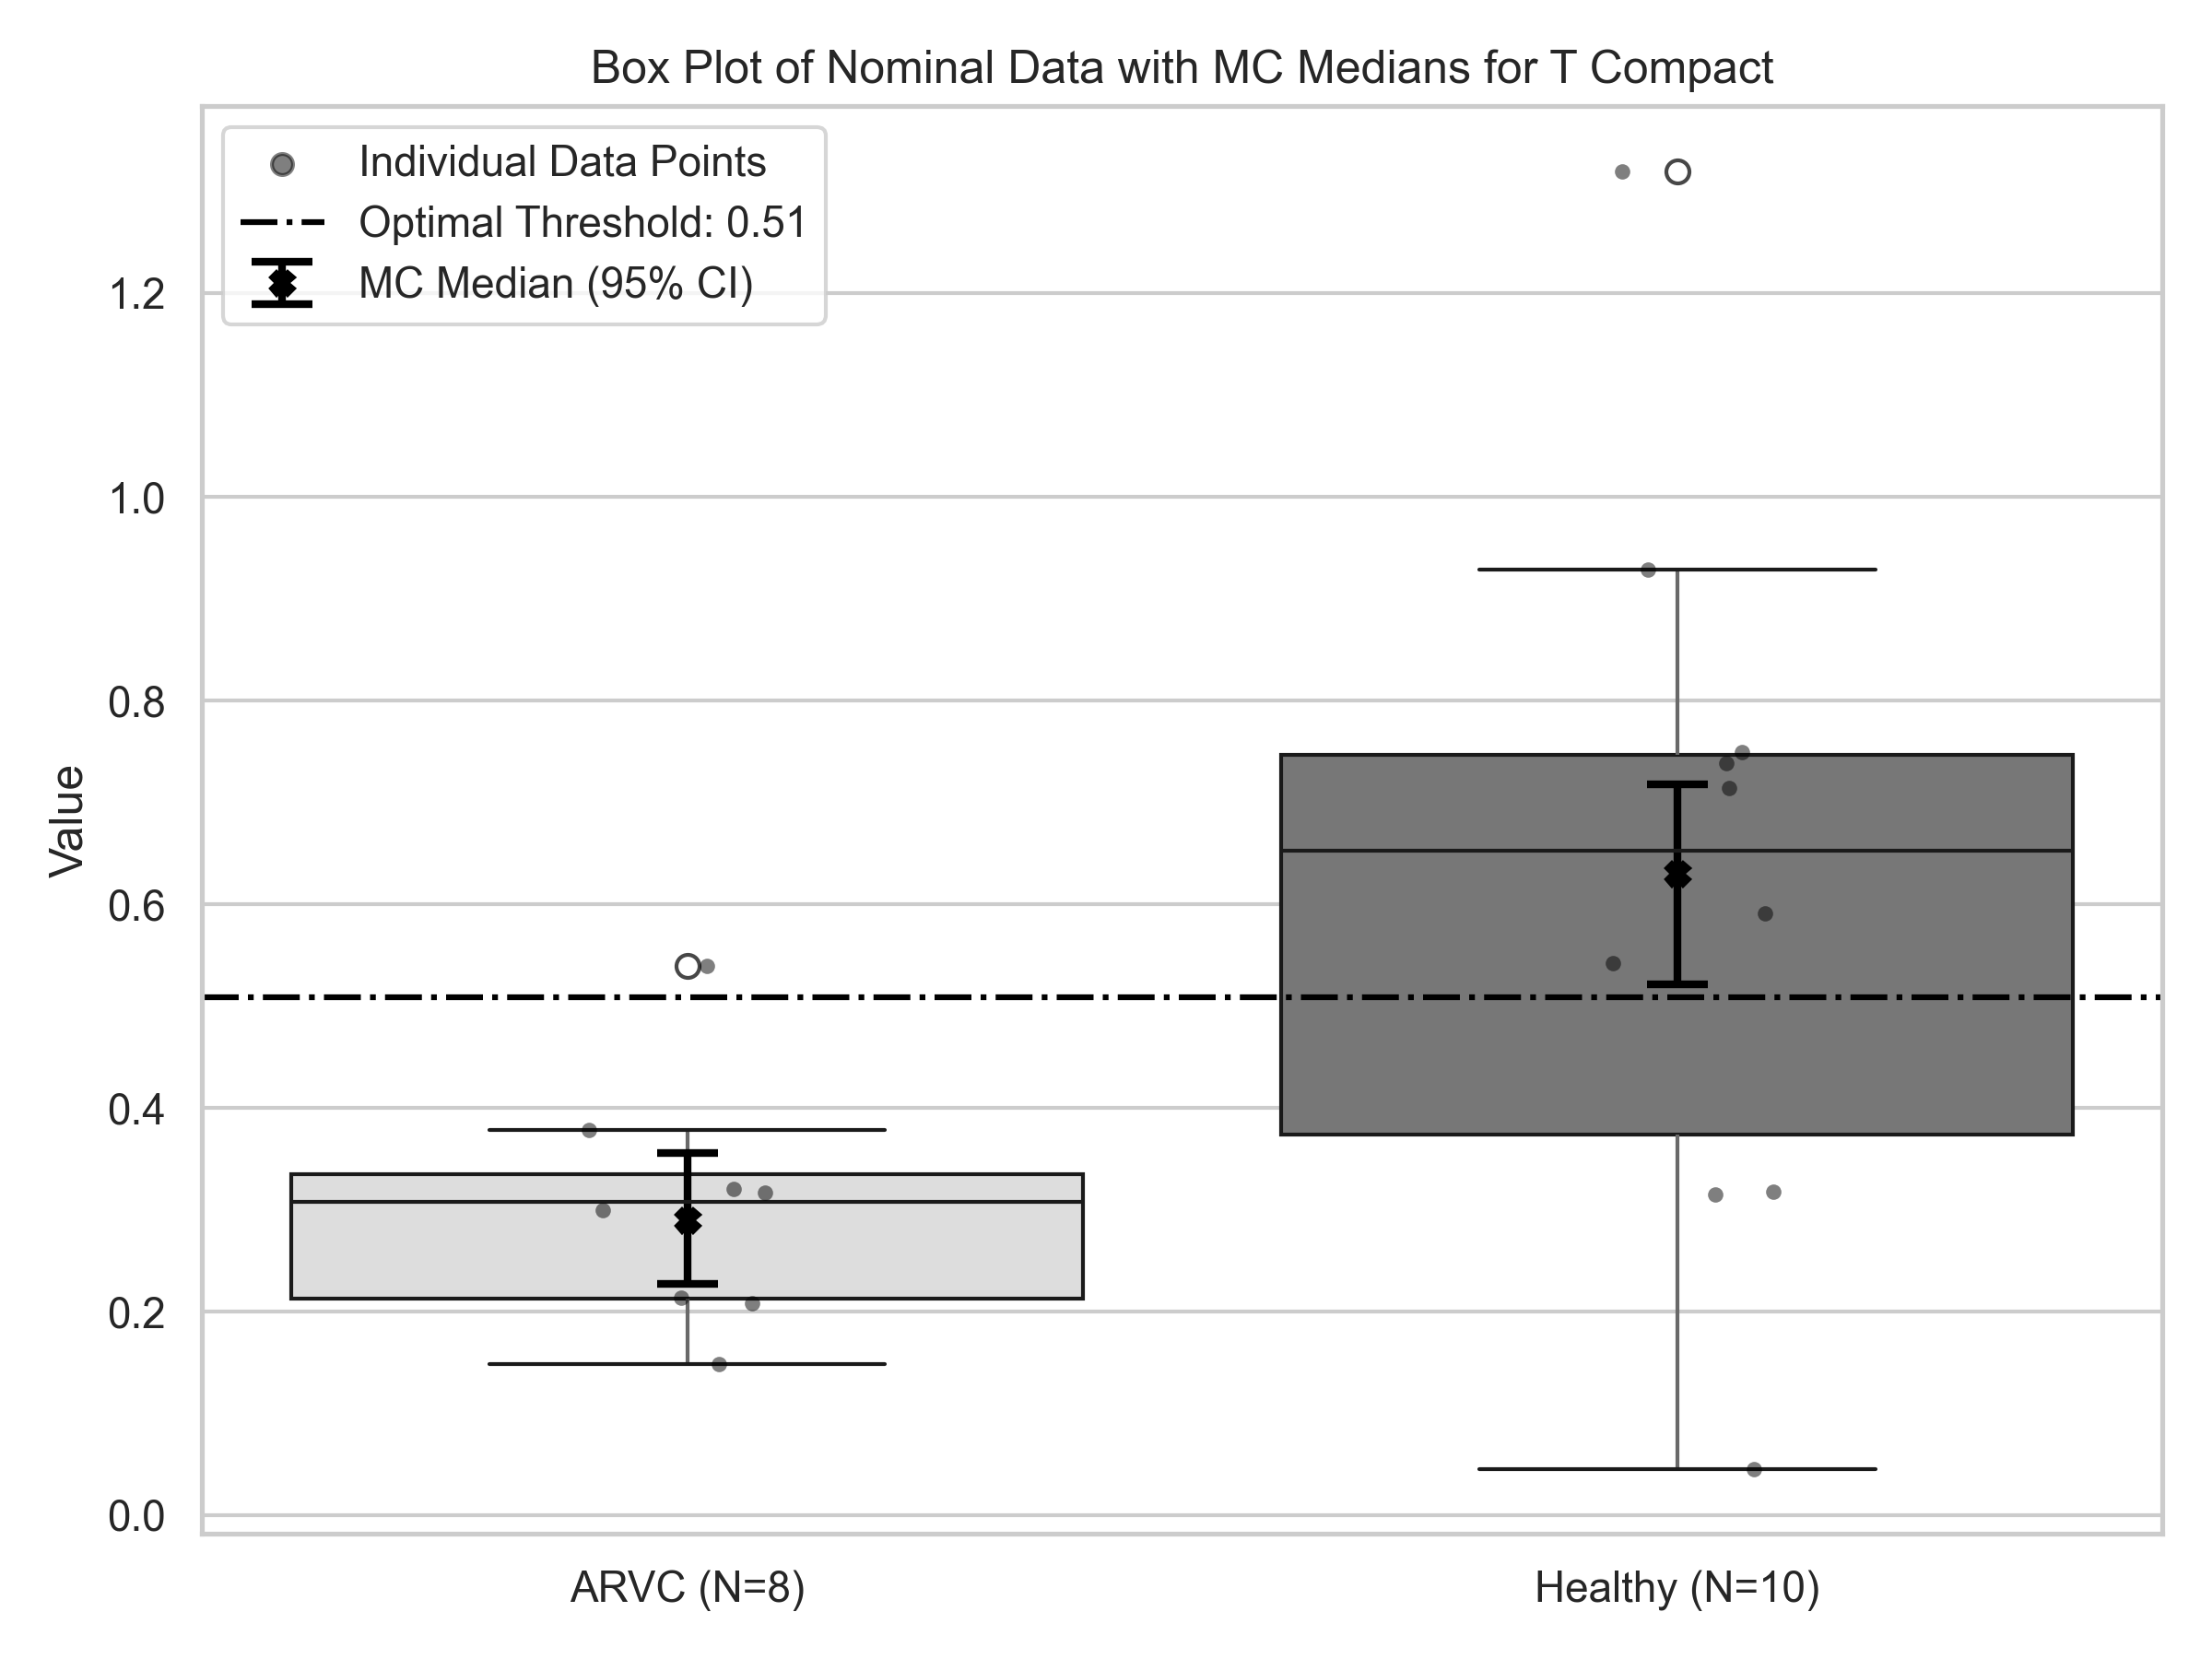 Box Plot of Nominal Data with MC Medians for T Compact
Individual Data Points
Optimal Threshold: 0.51
MC Median (95% CI)
1.2
1.0
0.8
0.6
0.4
0.2
0.0
Value
ARVC (N=8)
Healthy (N=10)